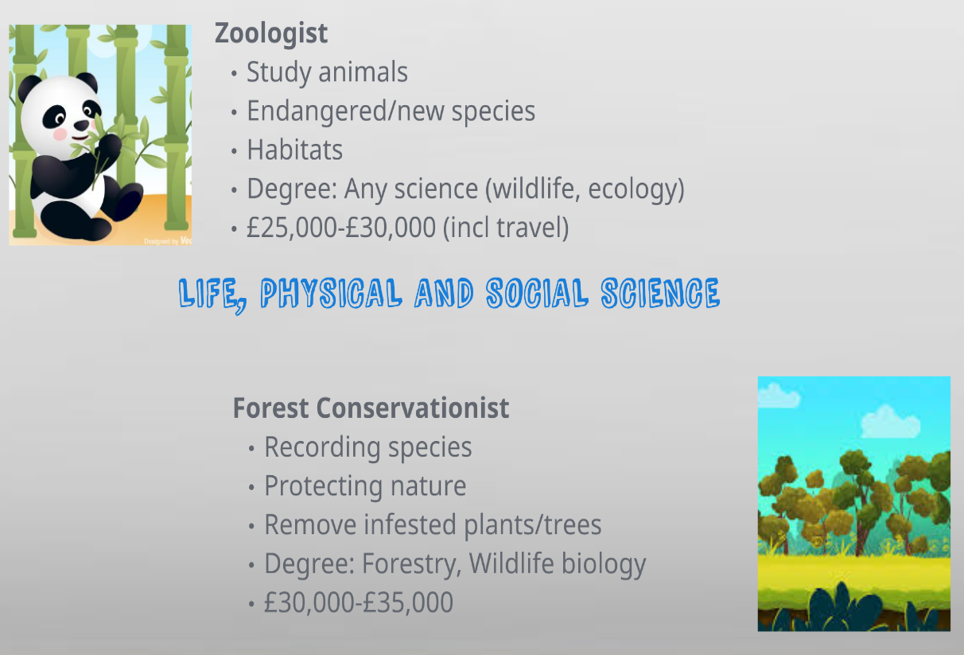 Zoologist
• Study animals
• Endangered/new species
• Habitats
• Degree: Any science (wildlife, ecology)
• £25,000-£30,000 (incl travel)
Designed by
LIFE, PHYSICAL AND SOCIAL SCIENCE
Forest Conservationist
• Recording species
• Protecting nature
• Remove infested plants/trees
• Degree: Forestry, Wildlife biology
• £30,000-£35,000